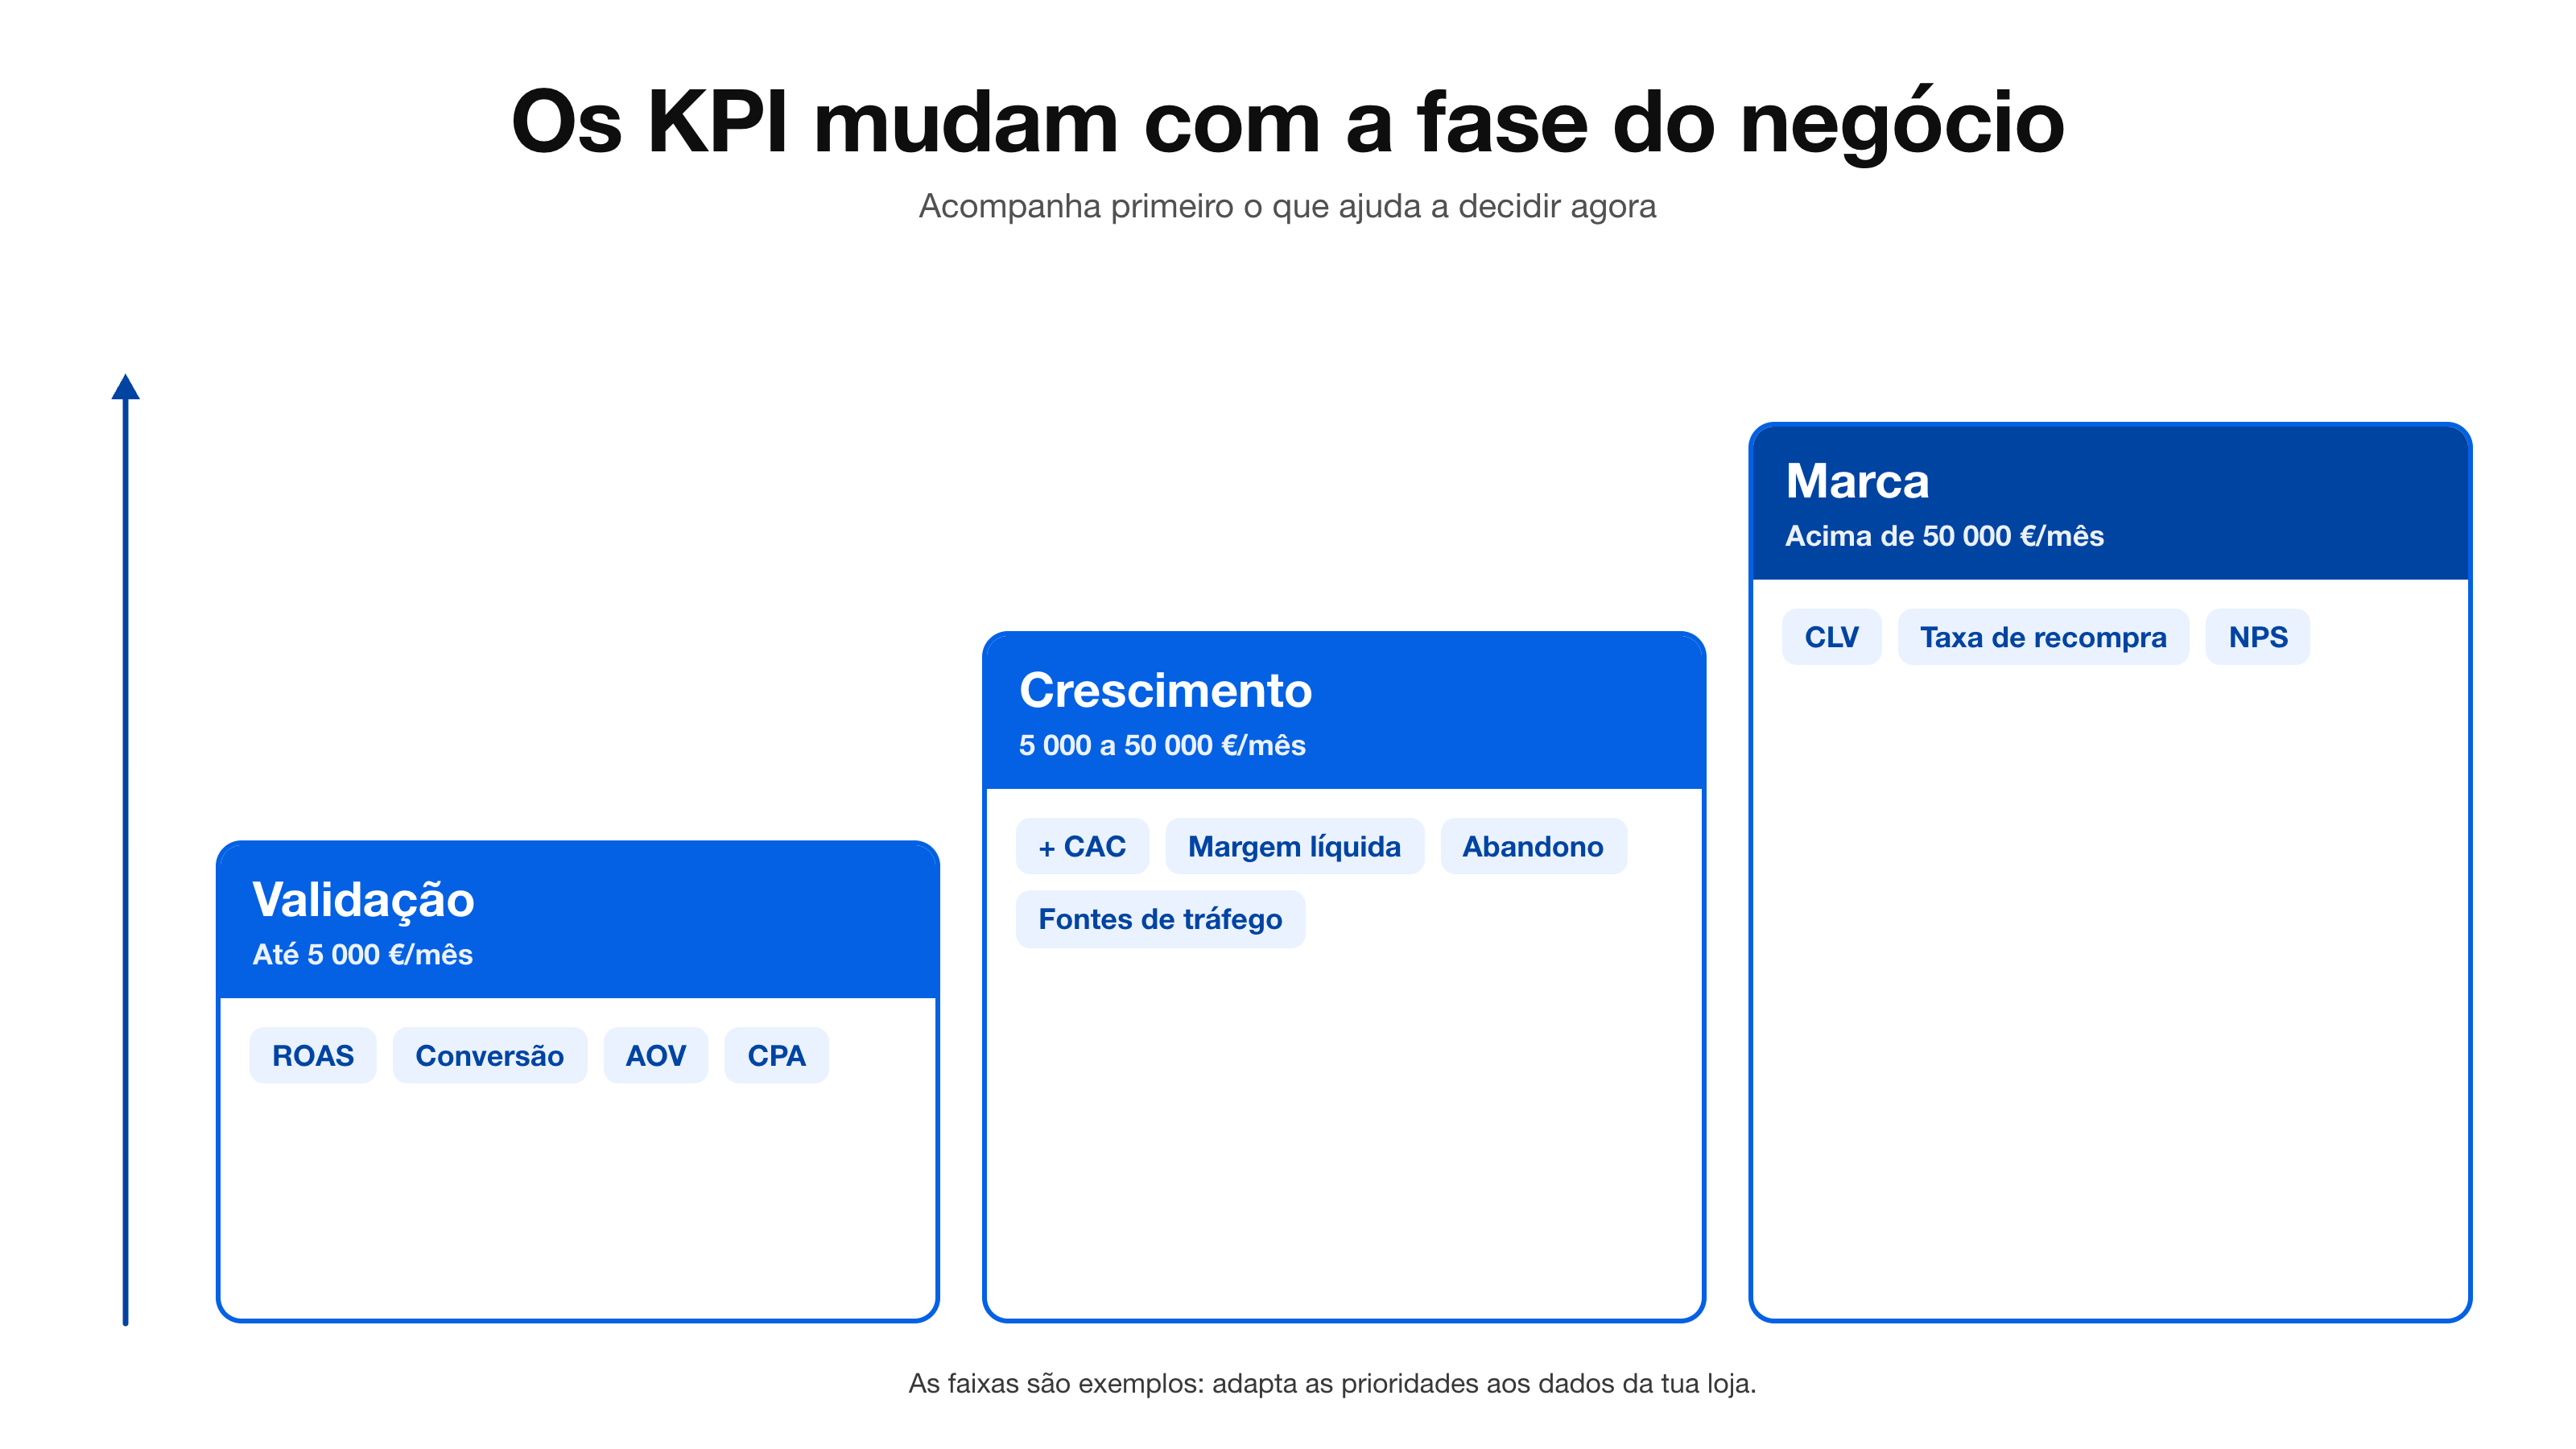 Os KPI mudam com a fase do negócio
Acompanha primeiro o que ajuda a decidir agora
Validação
Até 5 000 €/mês
ROAS
Conversão
AOV
CPA
Crescimento
5 000 a 50 000 €/mês
+ CAC
Margem líquida
Abandono
Fontes de tráfego
Marca
Acima de 50 000 €/mês
CLV
Taxa de recompra
NPS
As faixas são exemplos: adapta as prioridades aos dados da tua loja.